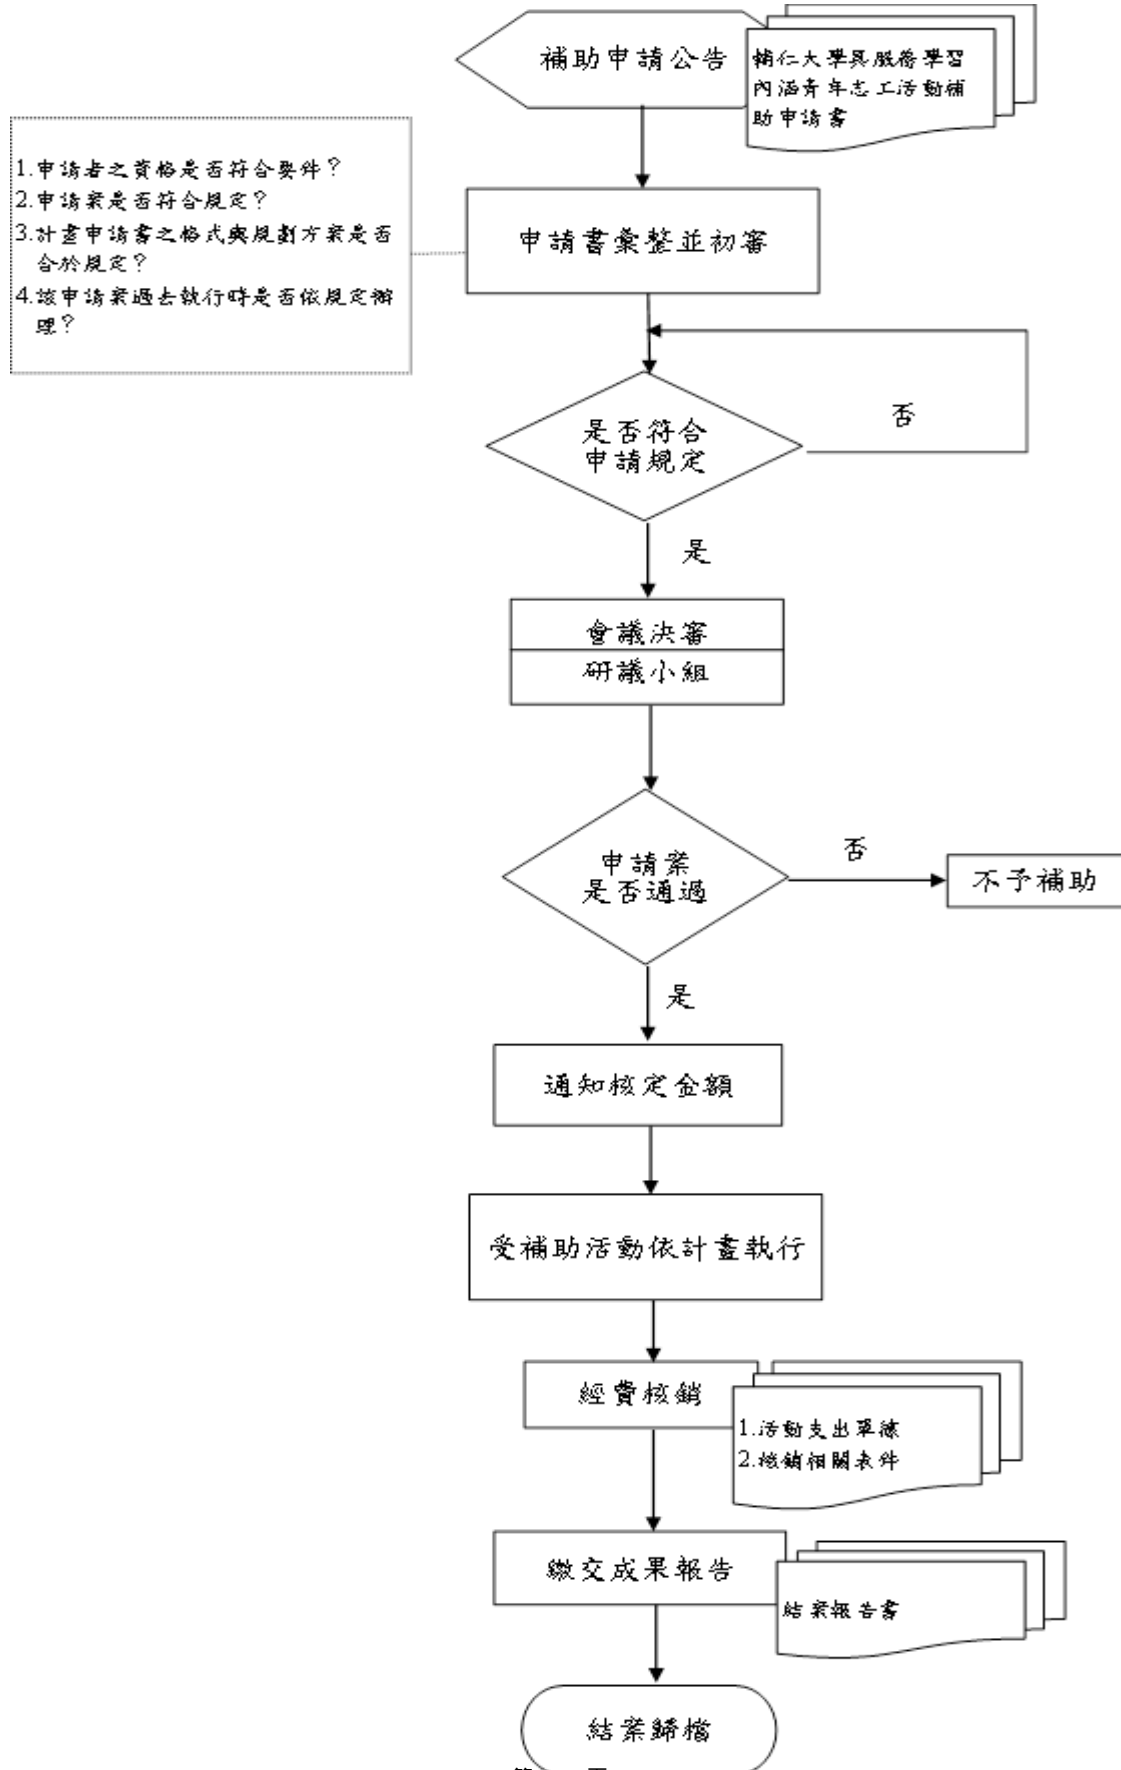 補助申請公告
輔仁大學具服務學習
內涵青年志工活動補
助申請書
1.申請者之資格是否符合要件?
2.申請案是否符合規定?
3.計畫申請書之格式與規劃方案是否
合於規定?
4.該申請案過去執行時是否依規定辦
理?
申請書彙整並初審
是否符合
申請規定
否
是
會議決審
研議小組
申請案
是否通過
否
不予補助
是
通知核定金額
受補助活動依計畫執行
經費核銷
1.活動支出單據
2.核銷相關表件
繳交成果報告
結案報告書
結案歸檔